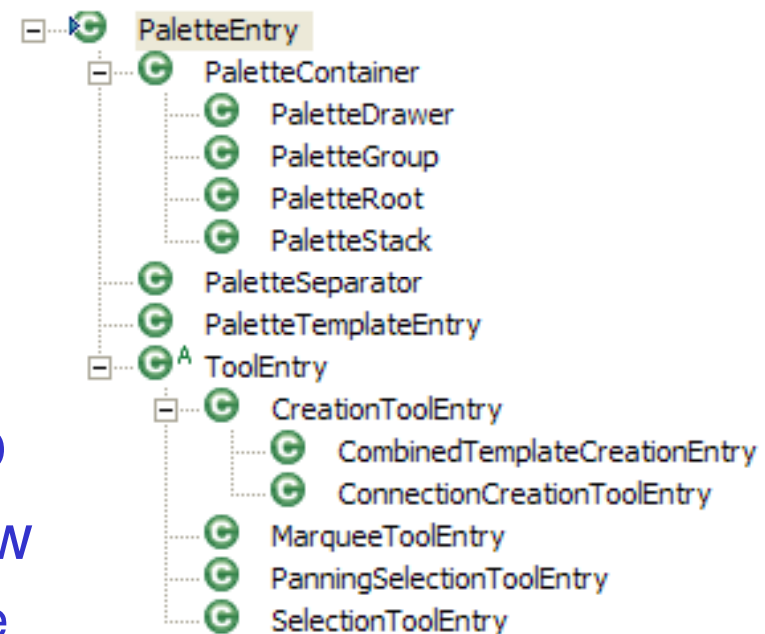 PaletteEntry
PaletteContainer
PaletteDrawer
PaletteGroup
PaletteRoot
PaletteStack
PaletteSeparator
PaletteTemplateEntry
A ToolEntry
CreationToolEntry
CombinedTemplateCreationEntry
ConnectionCreationToolEntry
w
MarqueeToolEntry
PanningSelectionToolEntry
e
SelectionToolEntry